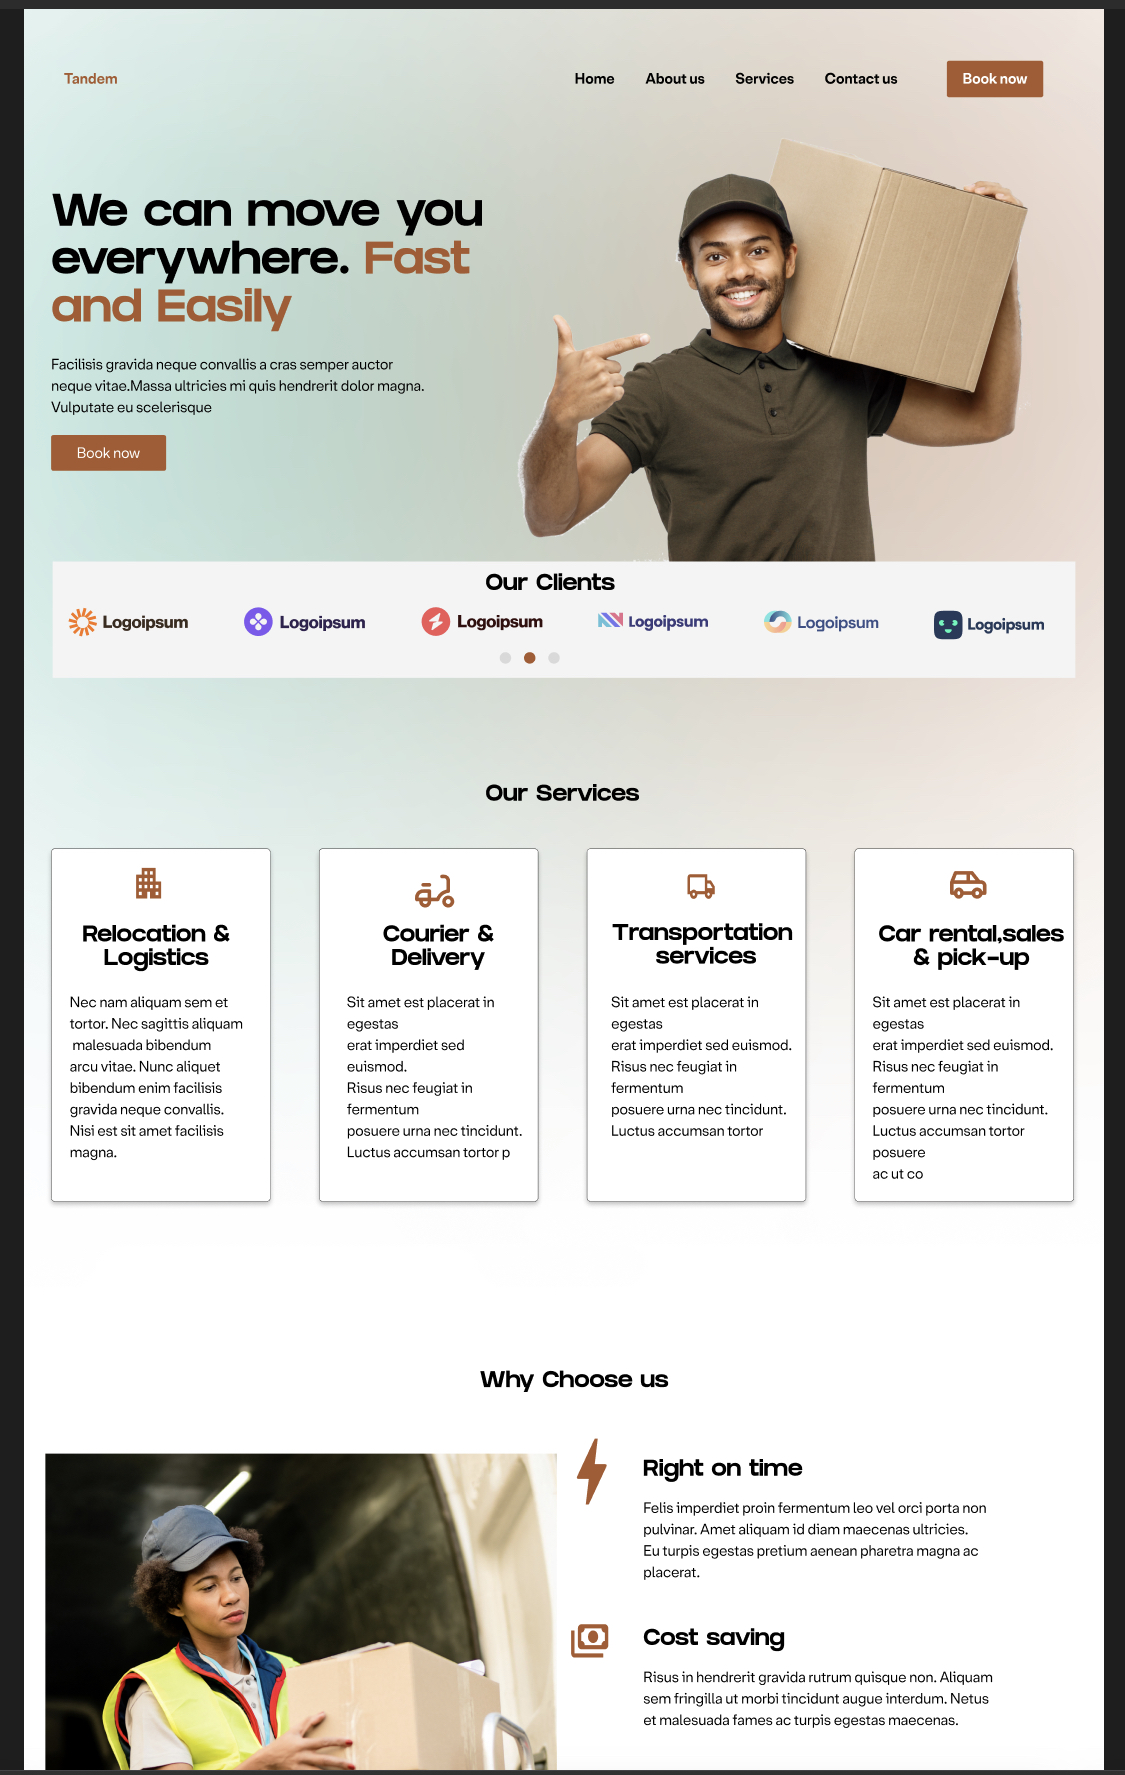 Tandem
Home
About us
Services
Contact us
Book now
We can move you
everywhere. Fast
and Easily
Facilisis gravida neque convallis a cras semper auctor
neque vitae.Massa ultricies mi quis hendrerit dolor magna.
Vulputate eu scelerisque
Book now
Our Clients
Logoipsum
Logoipsum
Logoipsum
Logoipsum
Logoipsum
Logoipsum
Our Services
Relocation &
Logistics
Nec nam aliquam sem et
tortor. Nec sagittis aliquam
malesuada bibendum
arcu vitae. Nunc aliquet
bibendum enim facilisis
gravida neque convallis.
Nisi est sit amet facilisis
magna.
Courier &
Delivery
Sit amet est placerat in
egestas
erat imperdiet sed
euismod.
Risus nec feugiat in
fermentum
posuere urna nec tincidunt.
Luctus accumsan tortor p
Transportation
services
Sit amet est placerat in
egestas
erat imperdiet sed euismod.
Risus nec feugiat in
fermentum
posuere urna nec tincidunt.
Luctus accumsan tortor
Car rental,sales
& pick-up
Sit amet est placerat in
egestas
erat imperdiet sed euismod.
Risus nec feugiat in
fermentum
posuere urna nec tincidunt.
Luctus accumsan tortor
posuere
ac ut co
Why Choose us
Right on time
Felis imperdiet proin fermentum leo vel orci porta non
pulvinar. Amet aliquam id diam maecenas ultricies.
Eu turpis egestas pretium aenean pharetra magna ac
placerat.
Cost saving
Risus in hendrerit gravida rutrum quisque non. Aliquam
sem fringilla ut morbi tincidunt augue interdum. Netus
et malesuada fames ac turpis egestas maecenas.